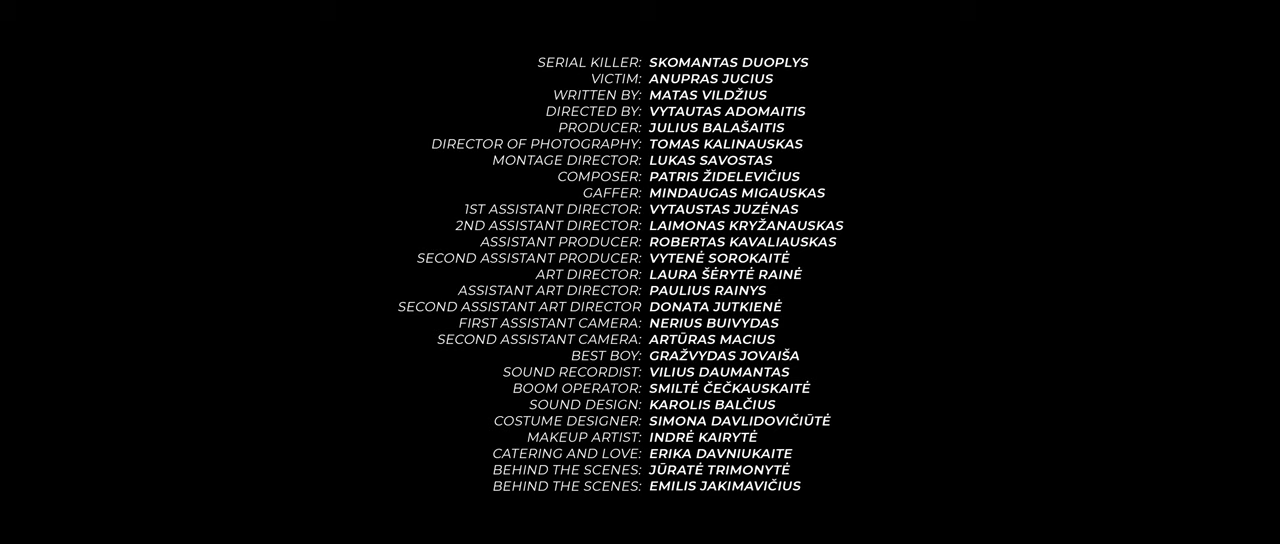 SERIAL KILLER: SKOMANTAS DUOPLYS
VICTIM: ANUPRAS JUCIUS
WRITTEN BY: MATAS VILDŽIUS
DIRECTED BY: VYTAUTAS ADOMAITIS
PRODUCER: JULIUS BALAŠAITIS
DIRECTOR OF PHOTOGRAPHY: TOMAS KALINAUSKAS
MONTAGE DIRECTOR: LUKAS SAVOSTAS
COMPOSER: PATRIS ŽIDELEVIČIUS
GAFFER: MINDAUGAS MIGAUSKAS
1ST ASSISTANT DIRECTOR: VYTAUSTAS JUZĖNAS
2ND ASSISTANT DIRECTOR: LAIMONAS KRYŽANAUSKAS
ASSISTANT PRODUCER: ROBERTAS KAVALIAUSKAS
SECOND ASSISTANT PRODUCER: VYTENĖ SOROKAITĖ
ART DIRECTOR: LAURA ŠĖRYTĖ RAINĖ
ASSISTANT ART DIRECTOR: PAULIUS RAINYS
SECOND ASSISTANT ART DIRECTOR DONATA JUTKIENĖ
FIRST ASSISTANT CAMERA: NERIUS BUIVYDAS
SECOND ASSISTANT CAMERA: ARTŪRAS MACIUS
BEST BOY: GRAŽVYDAS JOVAIŠA
SOUND RECORDIST: VILIUS DAUMANTAS
BOOM OPERATOR: SMILTĖ ČEČKAUSKAITĖ
SOUND DESIGN: KAROLIS BALČIUS
COSTUME DESIGNER: SIMONA DAVLIDOVIČIŪTĖ
MAKEUP ARTIST: INDRĖ KAIRYTĖ
CATERING AND LOVE: ERIKA DAVNIUKAITE
BEHIND THE SCENES: JŪRATĖ TRIMONYTĖ
BEHIND THE SCENES: EMILIS JAKIMAVIČIUS